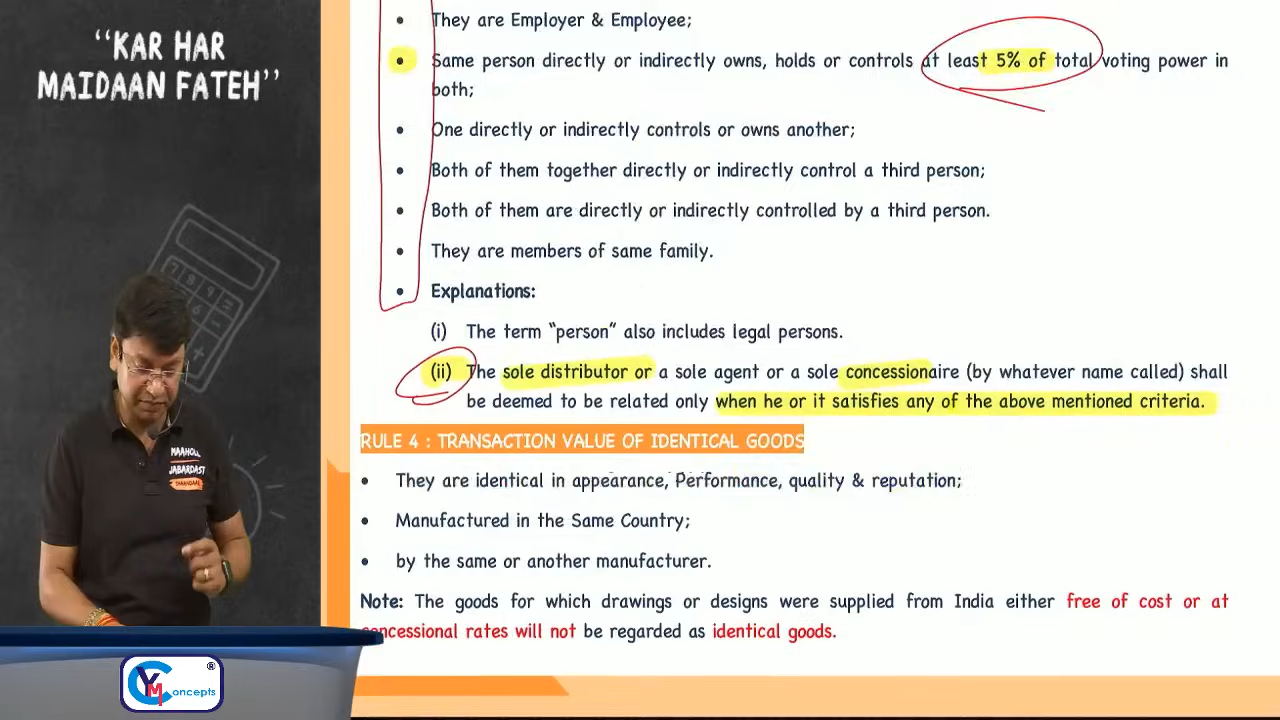 “KAR HAR
MAIDAAN FATEH”
• They are Employer & Employee;
• Same person directly or indirectly owns, holds or controls at least 5% of total voting power in
both;
• One directly or indirectly controls or owns another;
• Both of them together directly or indirectly control a third person;
• Both of them are directly or indirectly controlled by a third person.
• They are members of same family.
• Explanations:
(i) The term “person” also includes legal persons.
(ii) The sole distributor or a sole agent or a sole concessionaire (by whatever name called) shall
be deemed to be related only when he or it satisfies any of the above mentioned criteria.
RULE 4 : TRANSACTION VALUE OF IDENTICAL GOODS
• They are identical in appearance, Performance, quality & reputation;
• Manufactured in the Same Country;
• by the same or another manufacturer.
Note: The goods for which drawings or designs were supplied from India either free of cost or at
concessional rates will not be regarded as identical goods.
MAAHOLL
JABARDAST
R
YM
Concepts